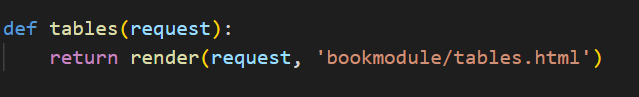 def tables(request):
    return render(request, 'bookmodule/tables.html')